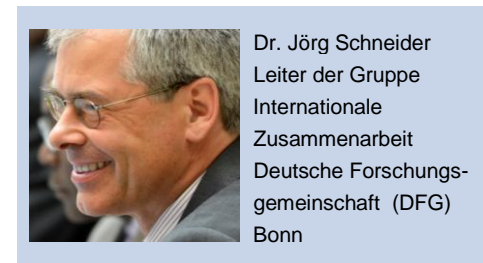 Dr. Jörg Schneider
Leiter der Gruppe
Internationale
Zusammenarbeit
Deutsche Forschungs-
gemeinschaft (DFG)
Bonn